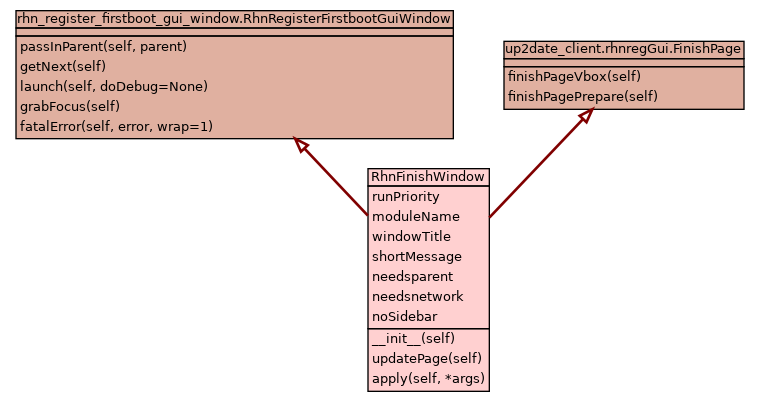 rhn_register_firstboot_gui_window.RhnRegisterFirstbootGuiWindow
passInParent(self, parent)
getNext(self)
launch(self, doDebug=None)
grabFocus(self)
fatalError(self, error, wrap=1)
up2date_client.rhnregGui.FinishPage
finishPageVbox(self)
finishPagePrepare(self)
RhnFinishWindow
runPriority
moduleName
windowTitle
shortMessage
needsparent
needsnetwork
noSidebar
__init__(self)
updatePage(self)
apply(self, *args)